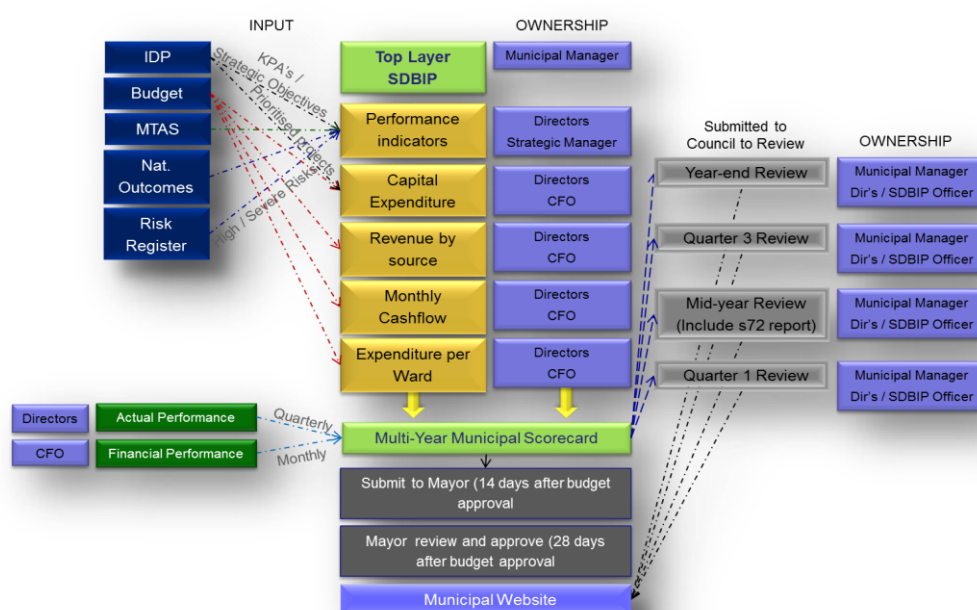 INPUT
OWNERSHIP
IDP
Budget
MTAS
Nat.
Outcomes
Risk
Register
KPA's /
Strategic Objectives
Prioritised projects
High / Severe Risks
Top Layer
SDBIP
Municipal Manager
Performance
indicators
Directors
Strategic Manager
Capital
Expenditure
Directors
CFO
Revenue by
source
Directors
CFO
Monthly
Cashflow
Directors
CFO
Expenditure per
Ward
Directors
CFO
Submitted to
Council to Review
OWNERSHIP
Year-end Review
Municipal Manager
Dir's / SDBIP Officer
Quarter 3 Review
Municipal Manager
Dir's / SDBIP Officer
Mid-year Review
(Include s72 report)
Municipal Manager
Dir's / SDBIP Officer
Quarter 1 Review
Municipal Manager
Dir's / SDBIP Officer
Directors
Actual Performance
Quarterly
CFO
Financial Performance
Monthly
Multi-Year Municipal Scorecard
Submit to Mayor (14 days after budget
approval
Mayor review and approve (28 days
after budget approval
Municipal Website